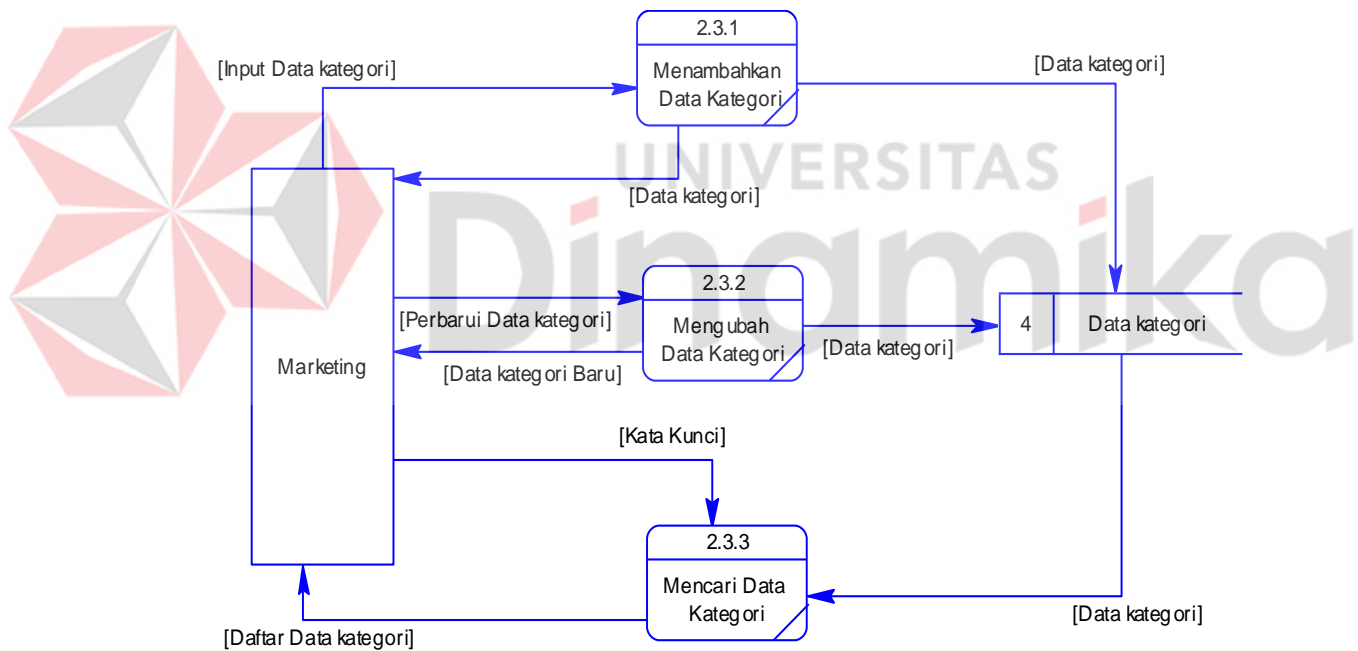 2.3.1
Menambahkan
Data Kategori
[Input Data kategori]
[Data kategori]
UNIVERSITAS
Dinamika
[Data kategori]
2.3.2
Mengubah
Data Kategori
[Perbarui Data kategori]
[Data kategori Baru]
[Data kategori]
4
Data kategori
Marketing
[Kata Kunci]
2.3.3
Mencari Data
Kategori
[Data kategori]
[Daftar Data kategori]